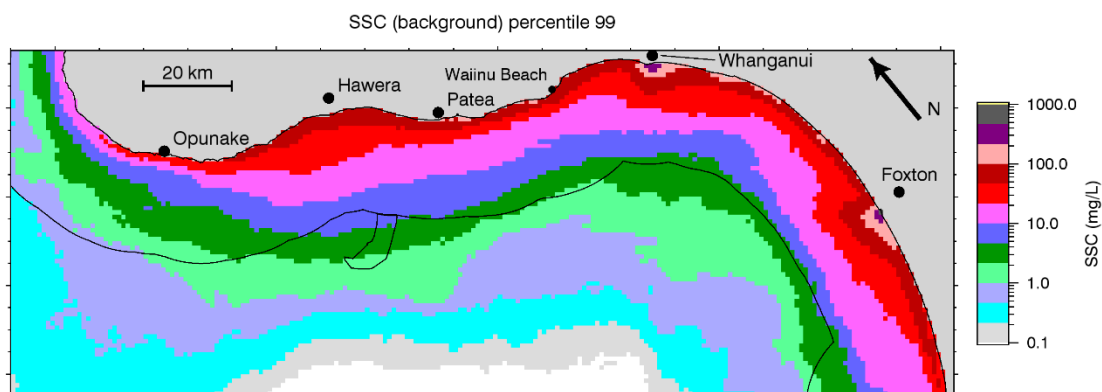 SSC (background) percentile 99
20 km
Hawera
Opunake
Patea
Waiinu Beach
Whanganui
N
Foxton
1000.0
100.0
10.0
1.0
0.1
SSC (mg/L)